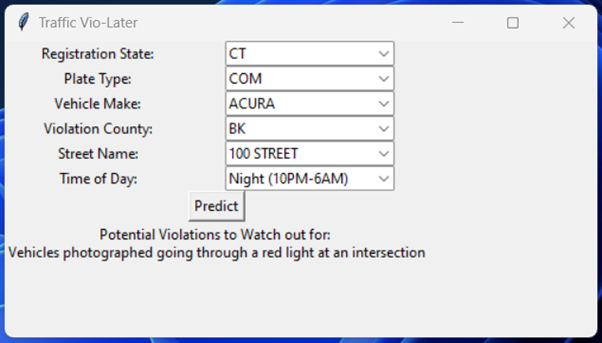 Traffic Vio-Later
Registration State: CT
Plate Type: COM
Vehicle Make: ACURA
Violation County: BK
Street Name: 100 STREET
Time of Day: Night (10PM-6AM)
Predict
Potential Violations to Watch out for:
Vehicles photographed going through a red light at an intersection